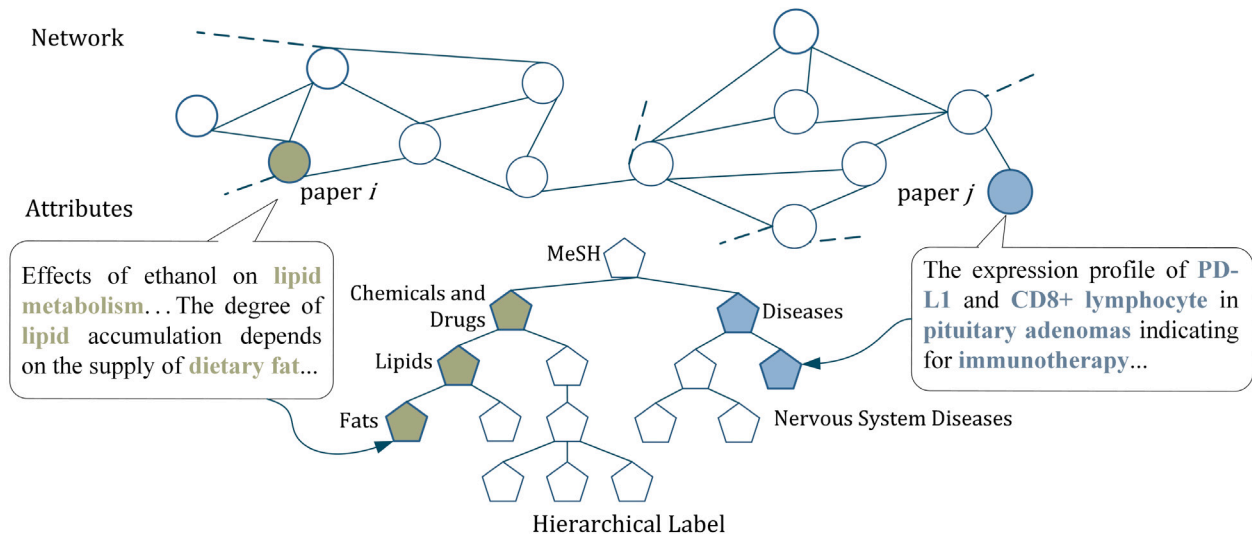 Network
paper i
paper j
Attributes
Effects of ethanol on lipid
metabolism... The degree of
lipid accumulation depends
on the supply of dietary fat...
MeSH
Chemicals and
Drugs
Diseases
Lipids
Fats
Nervous System Diseases
The expression profile of PD-
L1 and CD8+ lymphocyte in
pituitary adenomas indicating
for immunotherapy...
Hierarchical Label